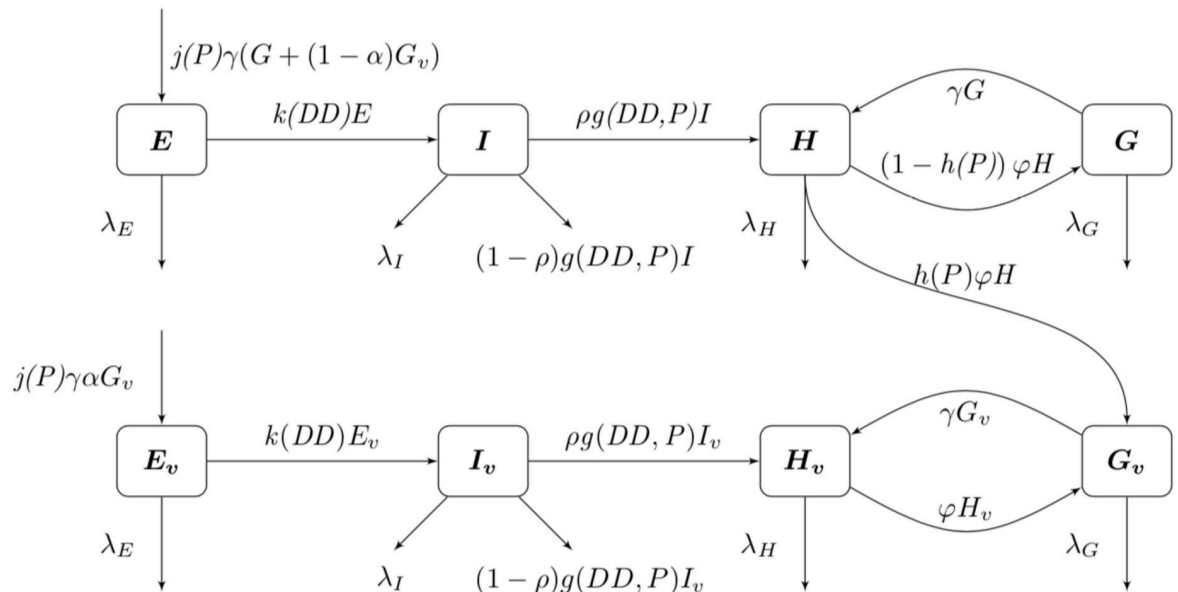 j(P)γ(G + (1 − α)G_v)
k(DD)E
ρg(DD,P)I
γG
E
I
H
G
(1 − h(P)) φH
λ_E
λ_H
λ_G
λ_I
(1 − ρ)g(DD, P)I
h(P)φH
j(P)γαG_v
k(DD)E_v
ρg(DD, P)I_v
γG_v
E_v
I_v
H_v
G_v
φH_v
λ_E
λ_H
λ_G
λ_I
(1 − ρ)g(DD, P)I_v